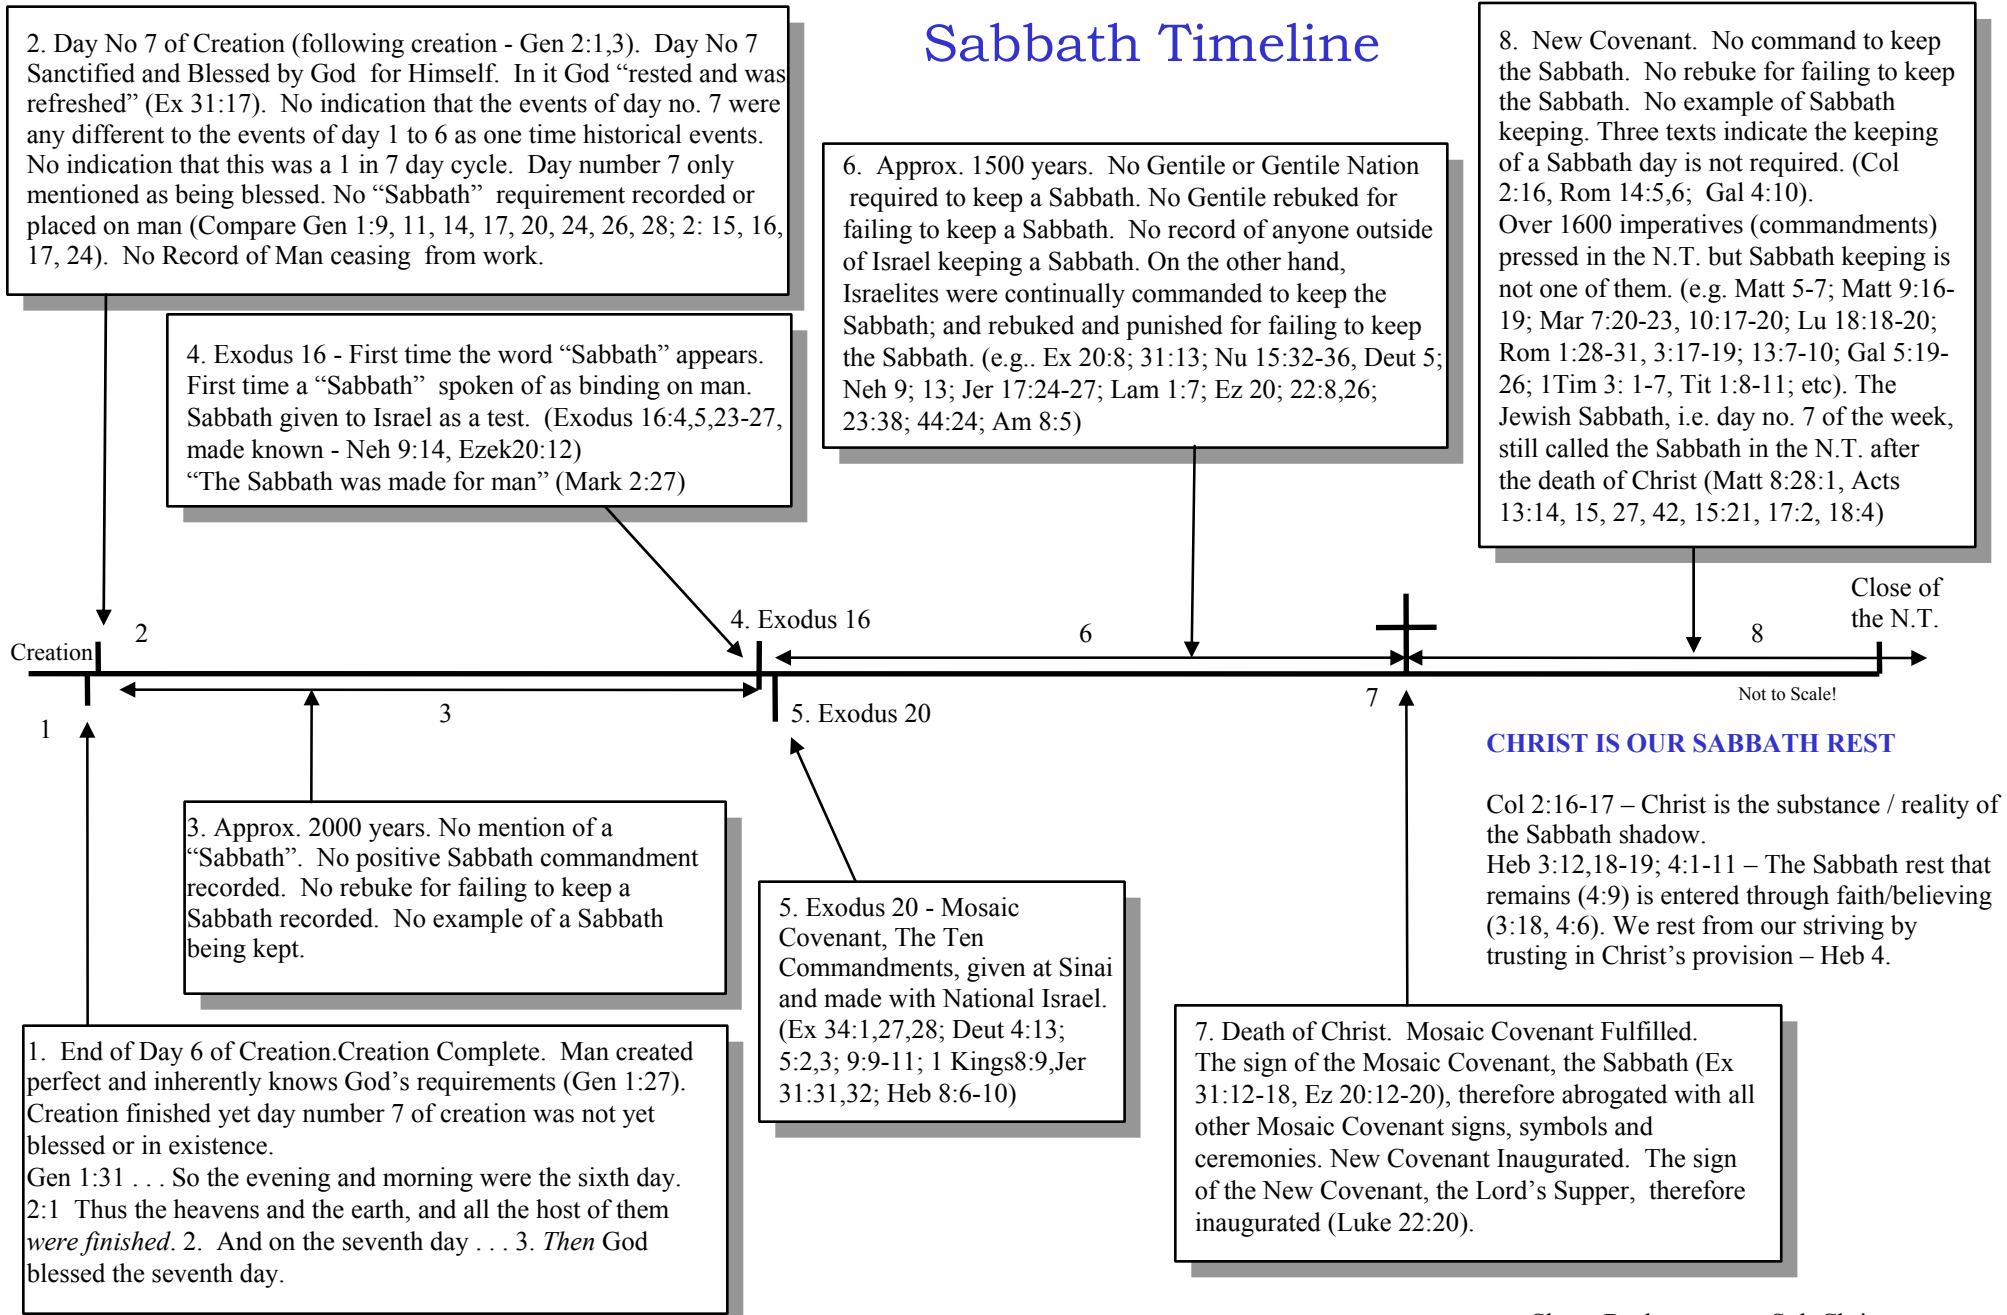 Sabbath Timeline
2. Day No 7 of Creation (following creation - Gen 2:1,3). Day No 7
Sanctified and Blessed by God for Himself. In it God “rested and was
refreshed” (Ex 31:17). No indication that the events of day no. 7 were
any different to the events of day 1 to 6 as one time historical events.
No indication that this was a 1 in 7 day cycle. Day number 7 only
mentioned as being blessed. No “Sabbath” requirement recorded or
placed on man (Compare Gen 1:9, 11, 14, 17, 20, 24, 26, 28; 2: 15, 16,
17, 24). No Record of Man ceasing from work.
4. Exodus 16 - First time the word “Sabbath” appears.
First time a “Sabbath” spoken of as binding on man.
Sabbath given to Israel as a test. (Exodus 16:4,5,23-27,
made known - Neh 9:14, Ezek20:12)
“The Sabbath was made for man” (Mark 2:27)
6. Approx. 1500 years. No Gentile or Gentile Nation
required to keep a Sabbath. No Gentile rebuked for
failing to keep a Sabbath. No record of anyone outside
of Israel keeping a Sabbath. On the other hand,
Israelites were continually commanded to keep the
Sabbath; and rebuked and punished for failing to keep
the Sabbath. (e.g.. Ex 20:8; 31:13; Nu 15:32-36, Deut 5;
Neh 9; 13; Jer 17:24-27; Lam 1:7; Ez 20; 22:8,26;
23:38; 44:24; Am 8:5)
8. New Covenant. No command to keep
the Sabbath. No rebuke for failing to keep
the Sabbath. No example of Sabbath
keeping. Three texts indicate the keeping
of a Sabbath day is not required. (Col
2:16, Rom 14:5,6; Gal 4:10).
Over 1600 imperatives (commandments)
pressed in the N.T. but Sabbath keeping is
not one of them. (e.g. Matt 5-7; Matt 9:16-
19; Mar 7:20-23, 10:17-20; Lu 18:18-20;
Rom 1:28-31, 3:17-19; 13:7-10; Gal 5:19-
26; 1Tim 3: 1-7, Tit 1:8-11; etc). The
Jewish Sabbath, i.e. day no. 7 of the week,
still called the Sabbath in the N.T. after
the death of Christ (Matt 8:28:1, Acts
13:14, 15, 27, 42, 15:21, 17:2, 18:4)
Close of
the N.T.
Creation
2
4. Exodus 16
6
8
1
3
5. Exodus 20
7
Not to Scale!
CHRIST IS OUR SABBATH REST
Col 2:16-17 – Christ is the substance / reality of
the Sabbath shadow.
Heb 3:12,18-19; 4:1-11 – The Sabbath rest that
remains (4:9) is entered through faith/believing
(3:18, 4:6). We rest from our striving by
trusting in Christ’s provision – Heb 4.
3. Approx. 2000 years. No mention of a
“Sabbath”. No positive Sabbath commandment
recorded. No rebuke for failing to keep a
Sabbath recorded. No example of a Sabbath
being kept.
5. Exodus 20 - Mosaic
Covenant, The Ten
Commandments, given at Sinai
and made with National Israel.
(Ex 34:1,27,28; Deut 4:13;
5:2,3; 9:9-11; 1 Kings8:9,Jer
31:31,32; Heb 8:6-10)
1. End of Day 6 of Creation.Creation Complete. Man created
perfect and inherently knows God’s requirements (Gen 1:27).
Creation finished yet day number 7 of creation was not yet
blessed or in existence.
Gen 1:31 . . . So the evening and morning were the sixth day.
2:1 Thus the heavens and the earth, and all the host of them
were finished. 2. And on the seventh day . . . 3. Then God
blessed the seventh day.
7. Death of Christ. Mosaic Covenant Fulfilled.
The sign of the Mosaic Covenant, the Sabbath (Ex
31:12-18, Ez 20:12-20), therefore abrogated with all
other Mosaic Covenant signs, symbols and
ceremonies. New Covenant Inaugurated. The sign
of the New Covenant, the Lord’s Supper, therefore
inaugurated (Luke 22:20).